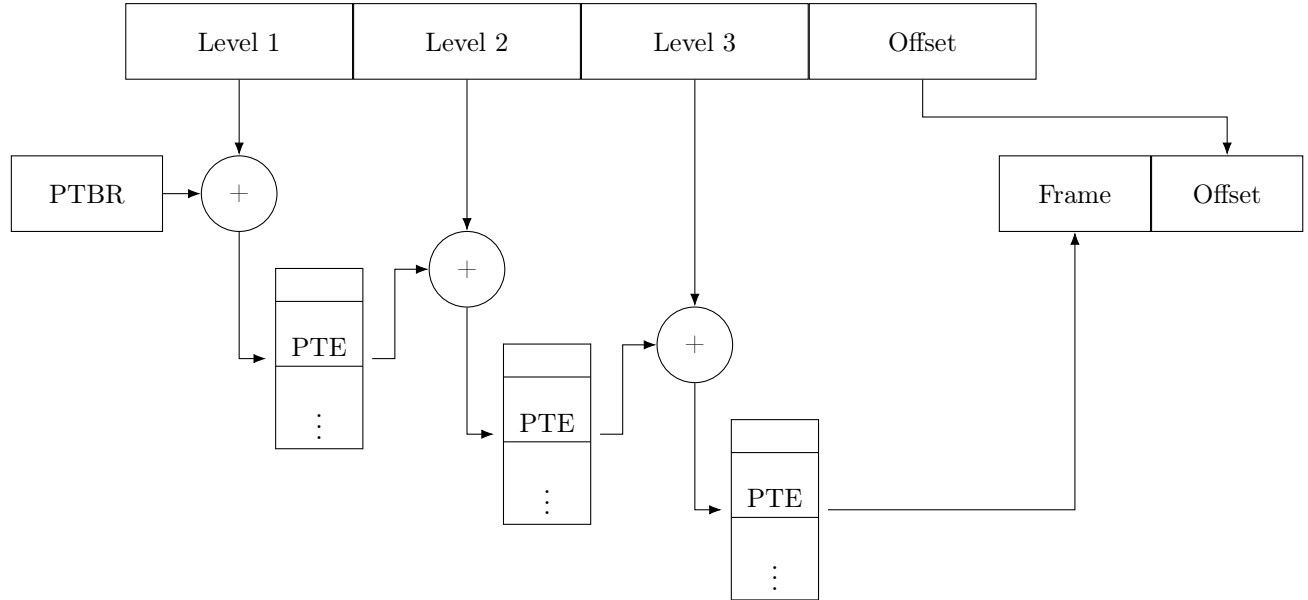 Level 1 Level 2 Level 3 Offset
PTBR + Frame Offset
+
PTE +
⋮ PTE
⋮ PTE
⋮